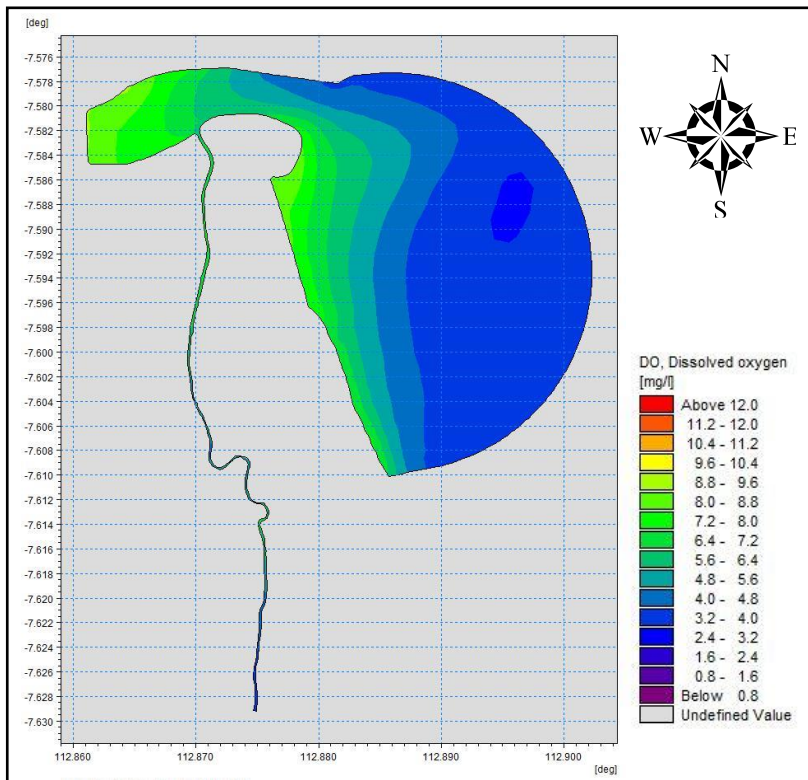 [deg]
-7.576
-7.578
-7.580
-7.582
-7.584
-7.586
-7.588
-7.590
-7.592
-7.594
-7.596
-7.598
-7.600
-7.602
-7.604
-7.606
-7.608
-7.610
-7.612
-7.614
-7.616
-7.618
-7.620
-7.622
-7.624
-7.626
-7.628
-7.630
112.860 112.870 112.880 112.890 112.900
[deg]
N
W E
S
DO, Dissolved oxygen
[mg/l]
Above 12.0
11.2 - 12.0
10.4 - 11.2
9.6 - 10.4
8.8 - 9.6
8.0 - 8.8
7.2 - 8.0
6.4 - 7.2
5.6 - 6.4
4.8 - 5.6
4.0 - 4.8
3.2 - 4.0
2.4 - 3.2
1.6 - 2.4
0.8 - 1.6
Below 0.8
Undefined Value